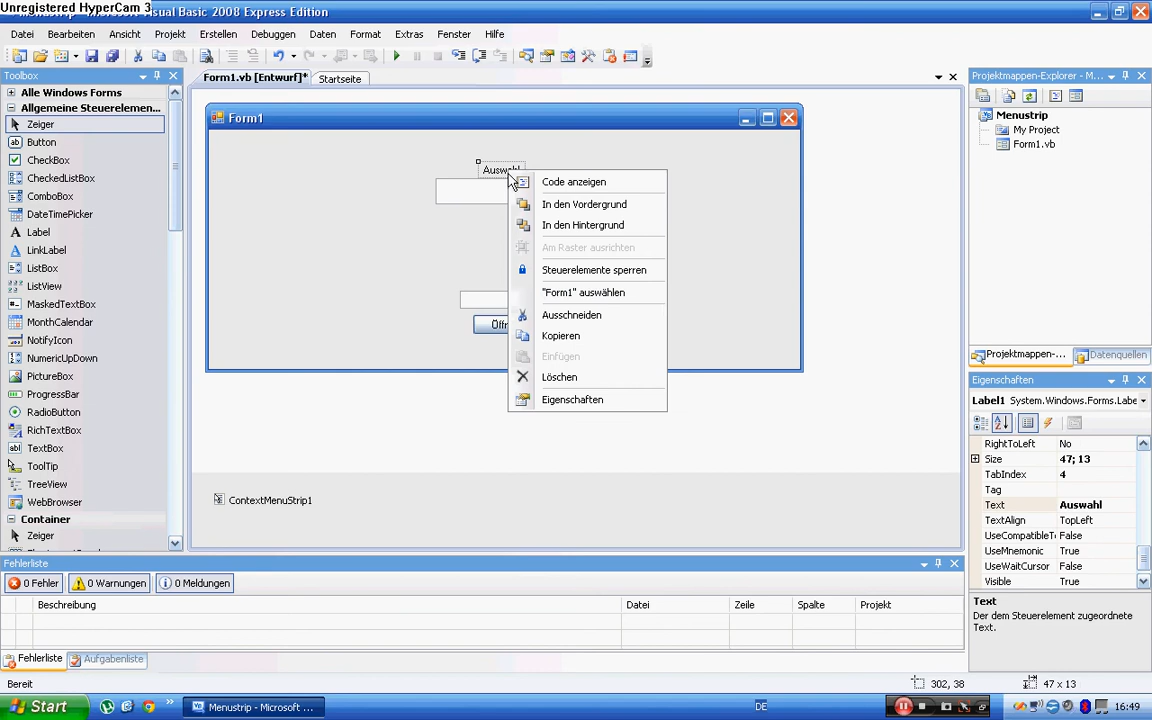 Unregistered HyperCam 3
Menustrip - Microsoft Visual Basic 2008 Express Edition
Datei Bearbeiten Ansicht Projekt Erstellen Debuggen Daten Format Extras Fenster Hilfe
Toolbox
Alle Windows Forms
Allgemeine Steuerelemen...
Zeiger
Button
CheckBox
CheckedListBox
ComboBox
DateTimePicker
Label
LinkLabel
ListBox
ListView
MaskedTextBox
MonthCalendar
NotifyIcon
NumericUpDown
PictureBox
ProgressBar
RadioButton
RichTextBox
TextBox
ToolTip
TreeView
WebBrowser
Container
Zeiger
Form1.vb [Entwurf]* Startseite
Form1
Auswahl
Öffn
Code anzeigen
In den Vordergrund
In den Hintergrund
Am Raster ausrichten
Steuerelemente sperren
"Form1" auswählen
Ausschneiden
Kopieren
Einfügen
Löschen
Eigenschaften
ContextMenuStrip1
Projektmappen-Explorer - M...
Menustrip
My Project
Form1.vb
Projektmappen-... Datenquellen
Eigenschaften
Label1 System.Windows.Forms.Labe
RightToLeft No
Size 47; 13
TabIndex 4
Tag
Text Auswahl
TextAlign TopLeft
UseCompatibleT False
UseMnemonic True
UseWaitCursor False
Visible True
Text
Der dem Steuerelement zugeordnete
Text.
Fehlerliste
0 Fehler 0 Warnungen 0 Meldungen
Beschreibung Datei Zeile Spalte Projekt
Fehlerliste Aufgabenliste
Bereit 302, 38 47 x 13
Start Menustrip - Microsoft ... DE 16:49